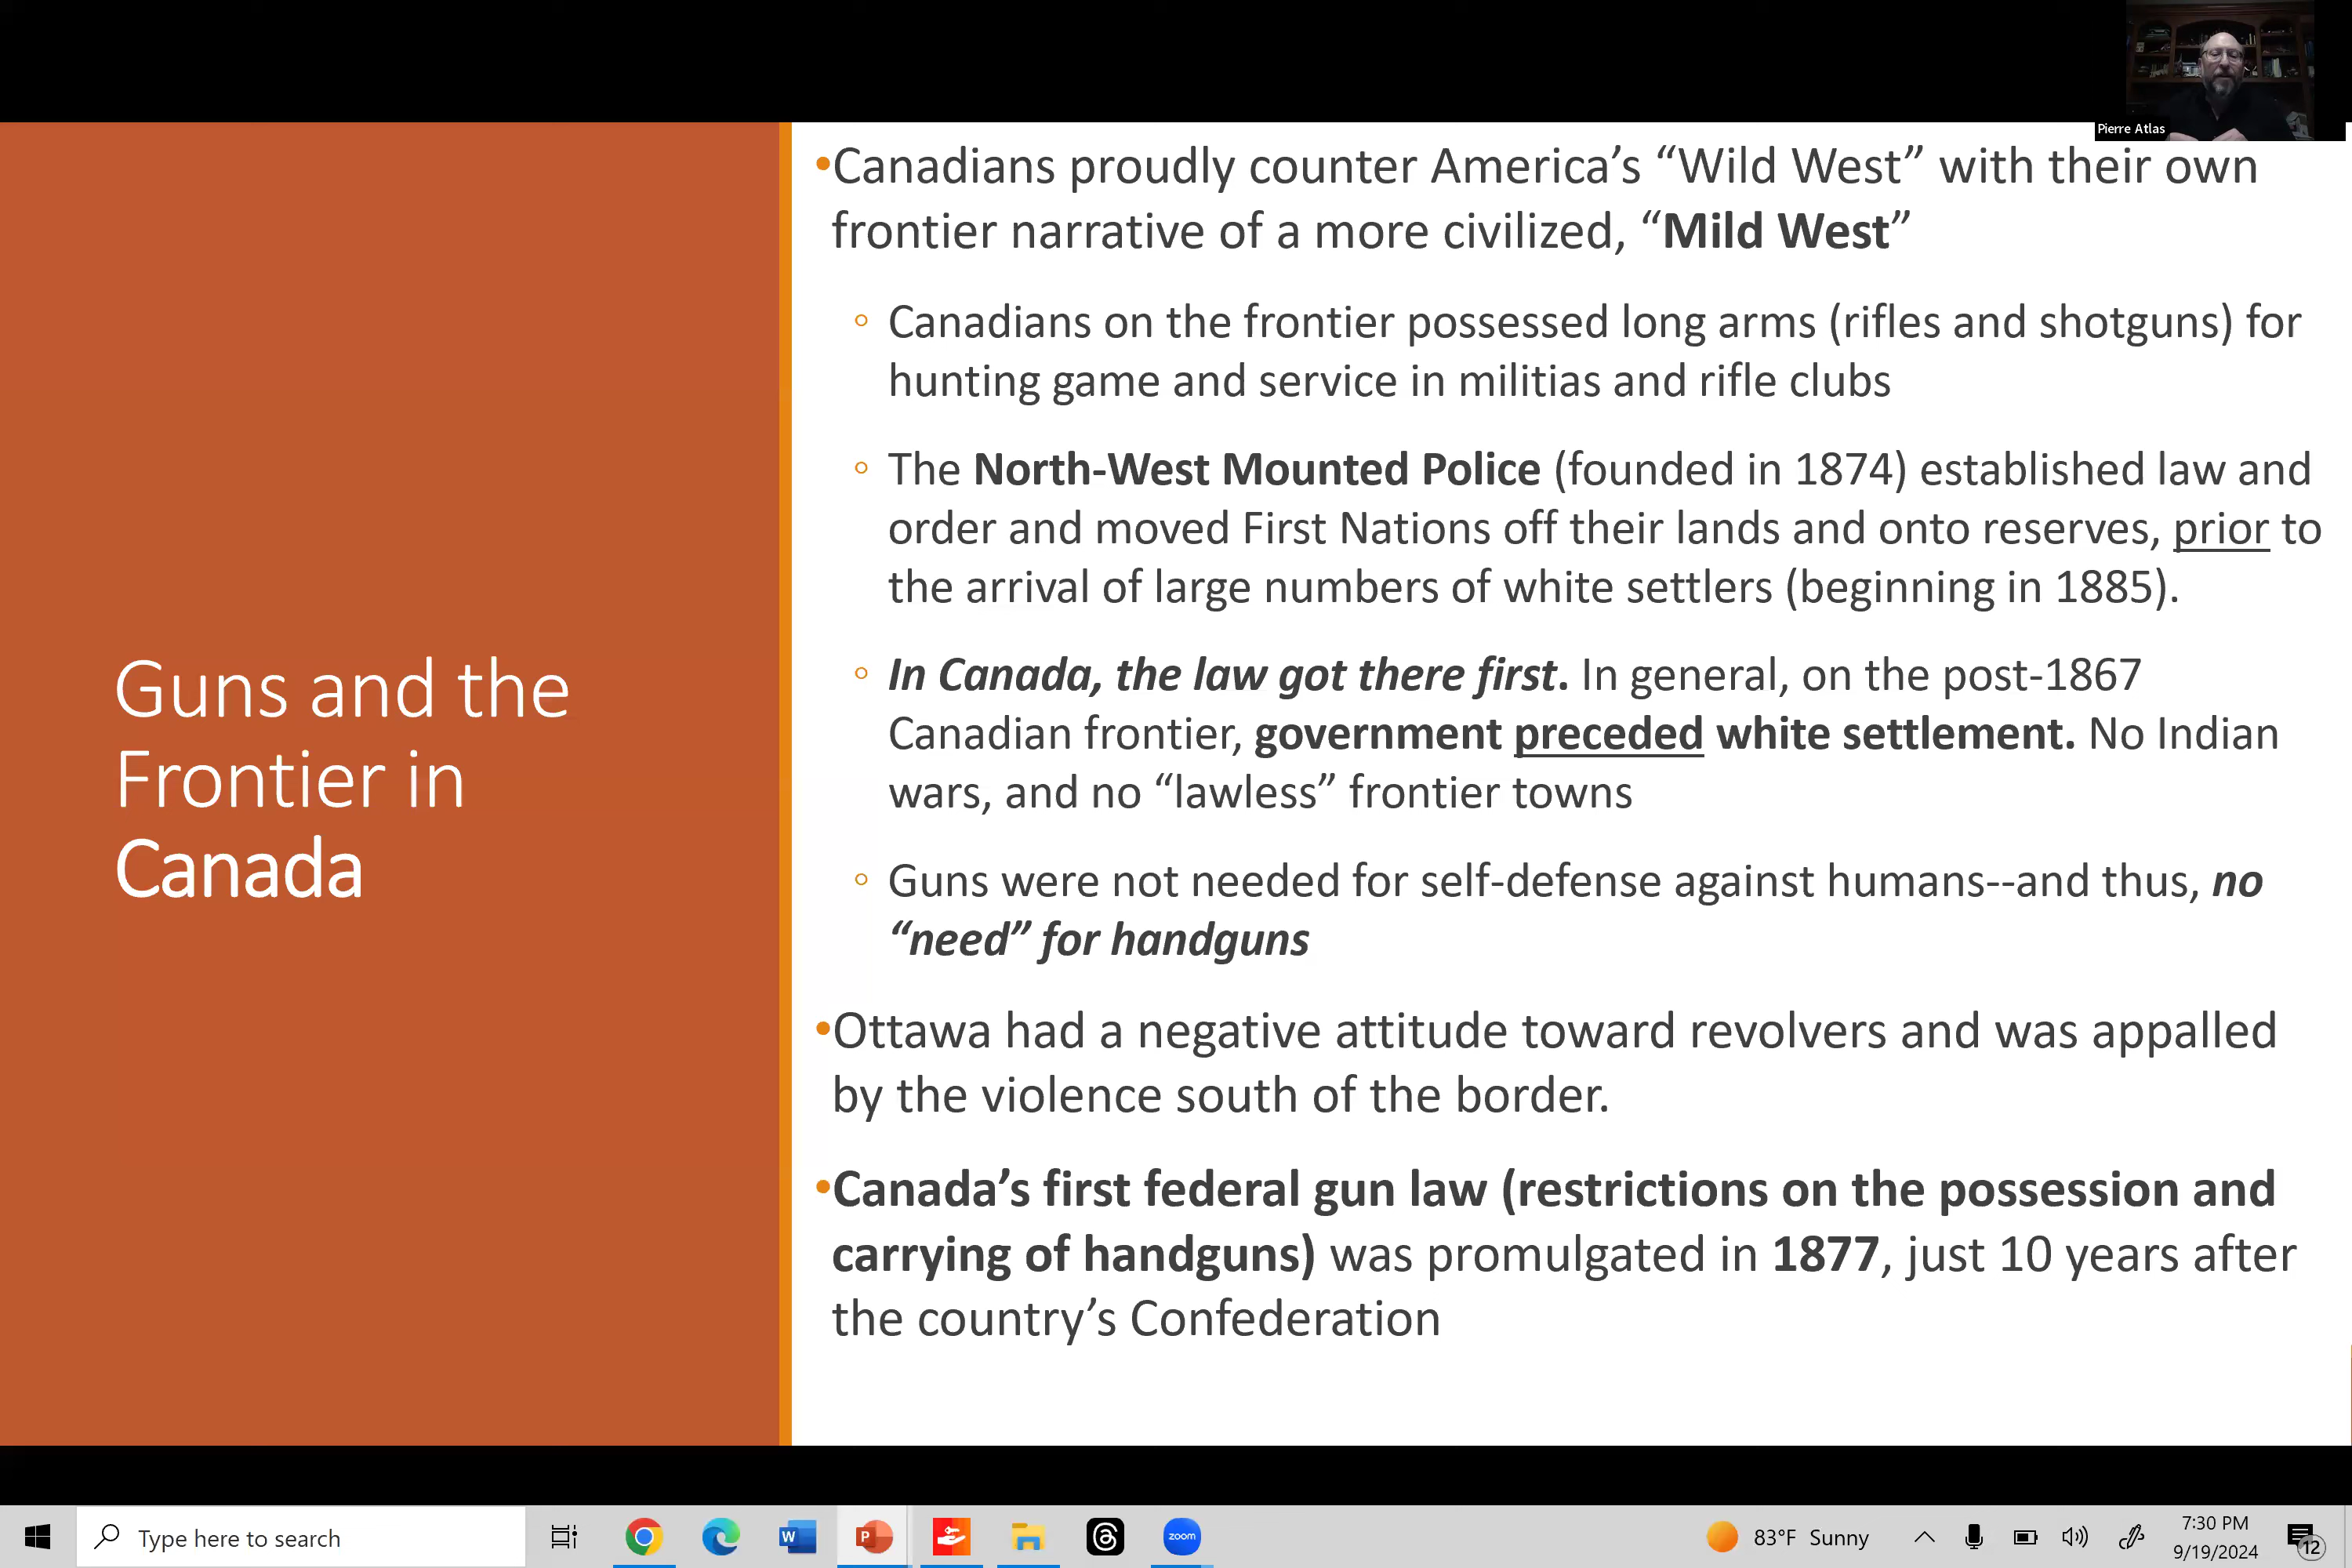 Pierre Atlas
Guns and the
Frontier in
Canada
•Canadians proudly counter America’s “Wild West” with their own
frontier narrative of a more civilized, “Mild West”
◦ Canadians on the frontier possessed long arms (rifles and shotguns) for
hunting game and service in militias and rifle clubs
◦ The North-West Mounted Police (founded in 1874) established law and
order and moved First Nations off their lands and onto reserves, prior to
the arrival of large numbers of white settlers (beginning in 1885).
◦ In Canada, the law got there first. In general, on the post-1867
Canadian frontier, government preceded white settlement. No Indian
wars, and no “lawless” frontier towns
◦ Guns were not needed for self-defense against humans--and thus, no
“need” for handguns
•Ottawa had a negative attitude toward revolvers and was appalled
by the violence south of the border.
•Canada’s first federal gun law (restrictions on the possession and
carrying of handguns) was promulgated in 1877, just 10 years after
the country’s Confederation
Type here to search
W
P
zoom
83°F Sunny
7:30 PM
9/19/2024
12